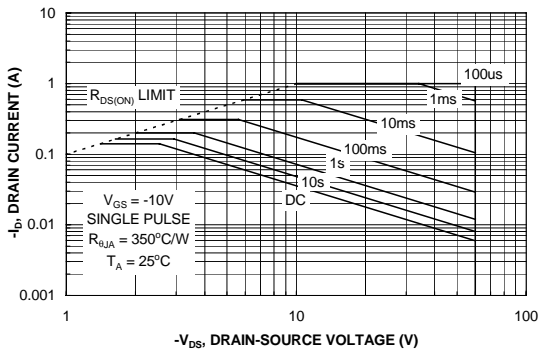 10
1
0.1
0.01
0.001
-I_D, DRAIN CURRENT (A)
R_DS(ON) LIMIT
100us
1ms
10ms
100ms
1s
10s
DC
V_GS = -10V
SINGLE PULSE
R_θJA = 350°C/W
T_A = 25°C
1
10
100
-V_DS, DRAIN-SOURCE VOLTAGE (V)